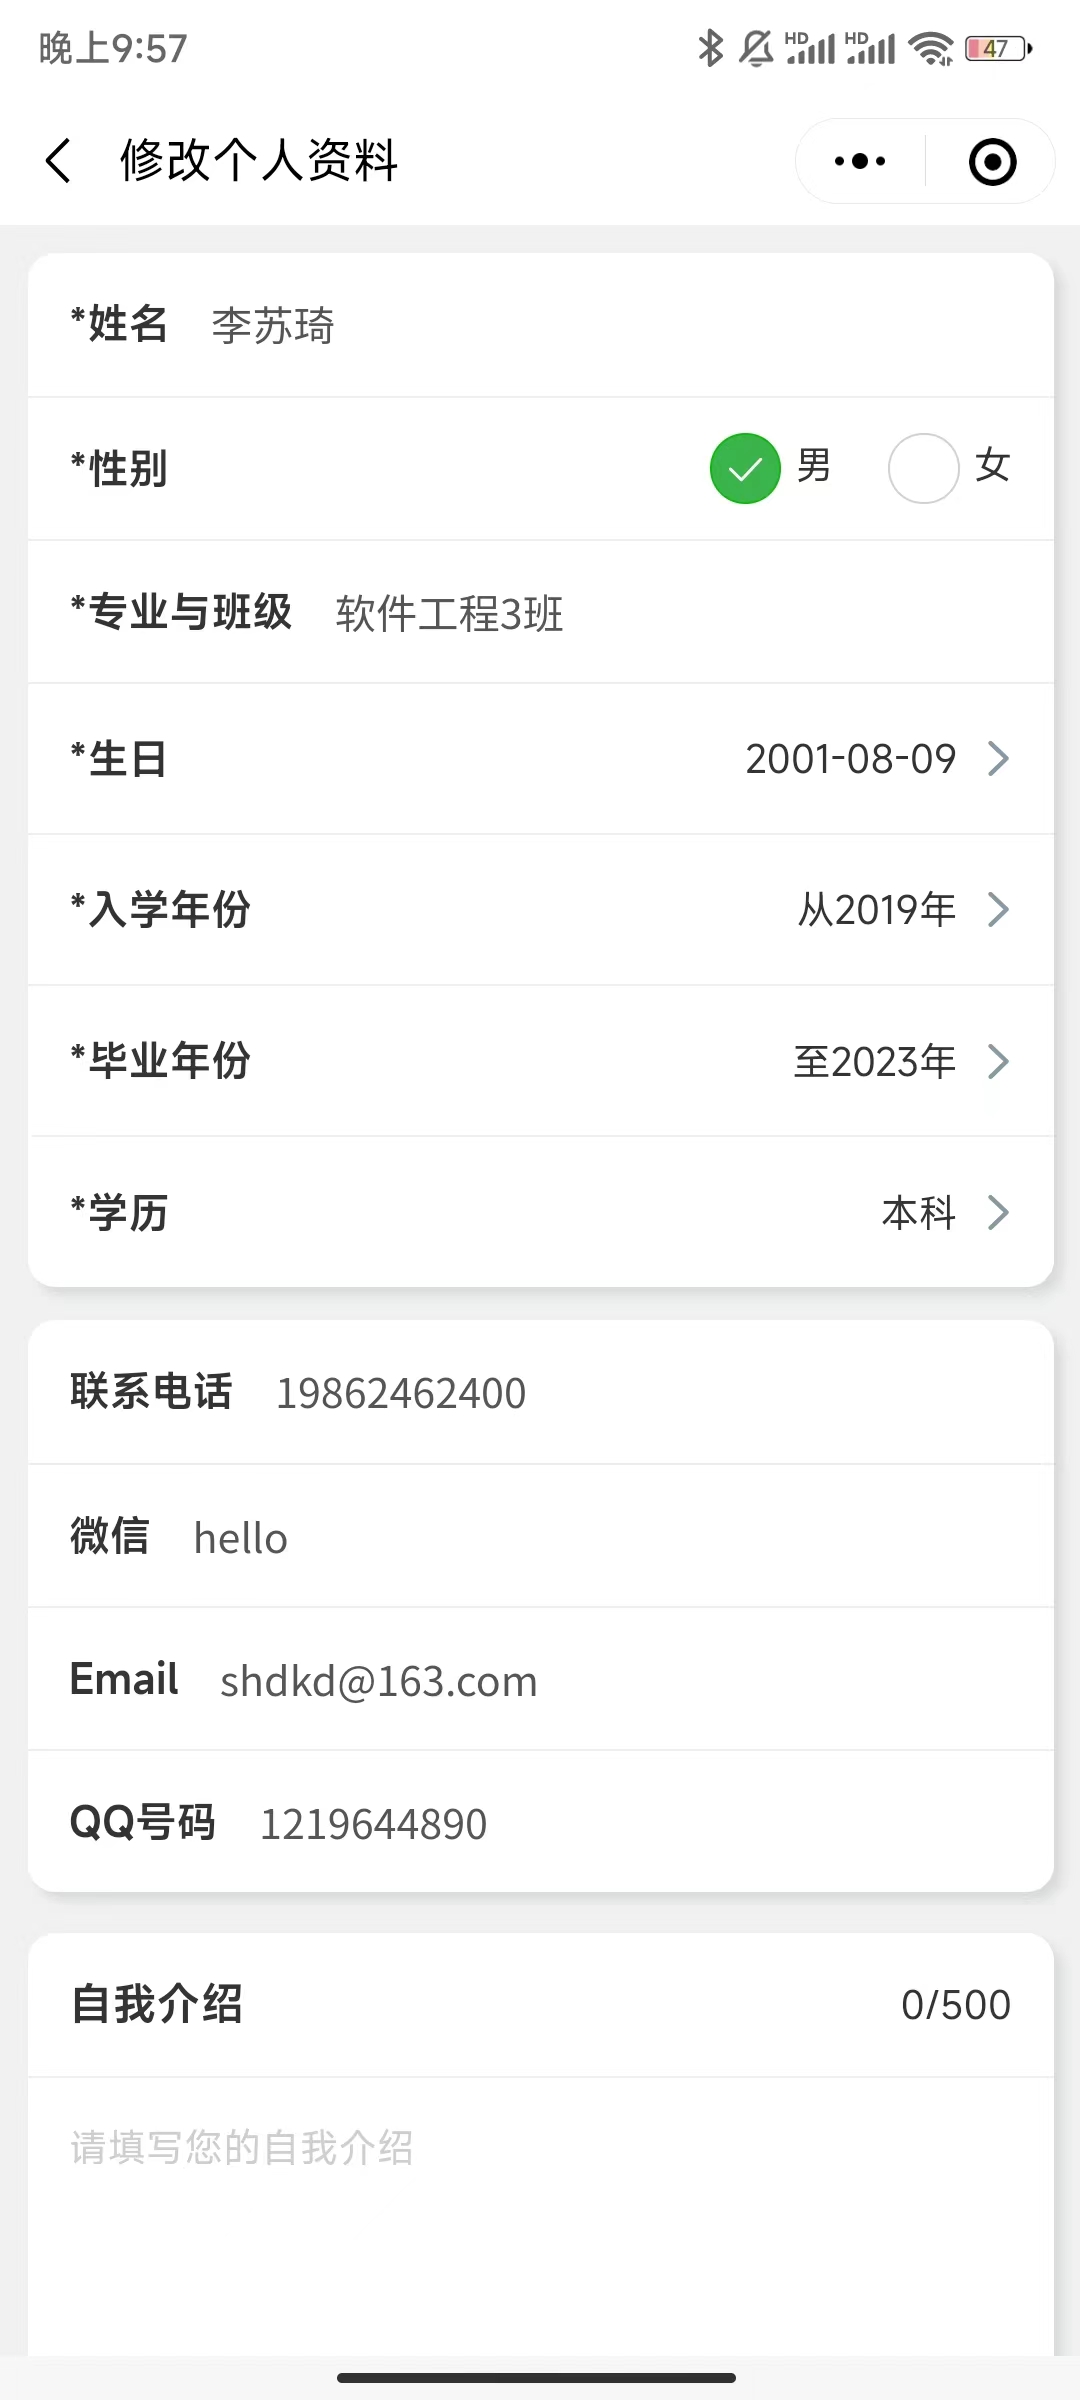 晚上9:57
HD HD 47
修改个人资料
*姓名 李苏琦
*性别 男 女
*专业与班级 软件工程3班
*生日 2001-08-09
*入学年份 从2019年
*毕业年份 至2023年
*学历 本科
联系电话 19862462400
微信 hello
Email shdkd@163.com
QQ号码 1219644890
自我介绍 0/500
请填写您的自我介绍